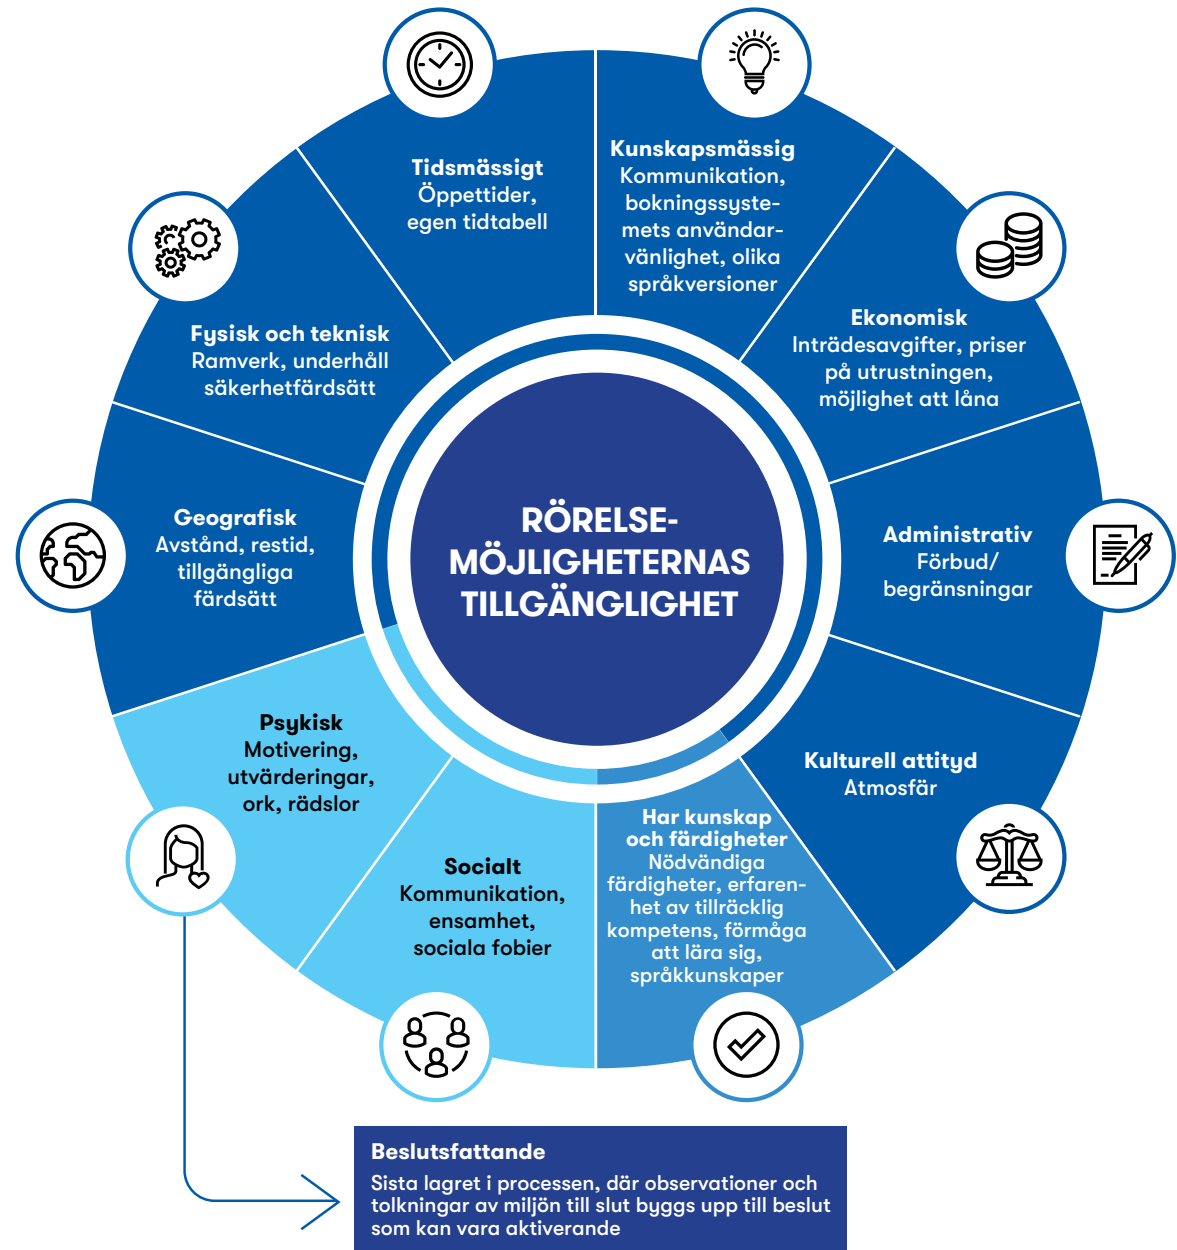 Tidsmässigt
Öppettider,
egen tidtabell
Kunskapsmässig
Kommunikation,
bokningssyste-
mets användar-
vänlighet, olika
språkversioner
Ekonomisk
Inträdesavgifter, priser
på utrustningen,
möjlighet att låna
Administrativ
Förbud/
begränsningar
Kulturell attityd
Atmosfär
Har kunskap
och färdigheter
Nödvändiga
färdigheter, erfaren-
het av tillräcklig
kompetens, förmåga
att lära sig,
språkkunskaper
Socialt
Kommunikation,
ensamhet,
sociala fobier
Psykisk
Motivering,
utvärderingar,
ork, rädslor
Geografisk
Avstånd, restid,
tillgängliga
färdsätt
Fysisk och teknisk
Ramverk, underhåll
säkerhetfärdsätt
RÖRELSE-
MÖJLIGHETERNAS
TILLGÄNGLIGHET
Beslutsfattande
Sista lagret i processen, där observationer och
tolkningar av miljön till slut byggs upp till beslut
som kan vara aktiverande